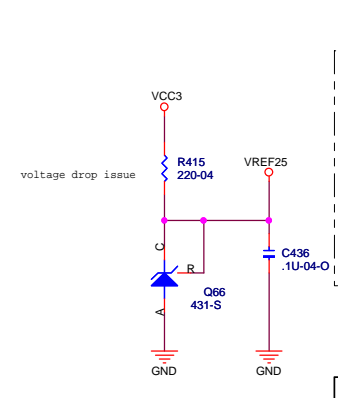 VCC3
R415
220-04
VREF25
voltage drop issue
C
R
C436
.1U-04-O
Q66
431-S
A
GND
GND